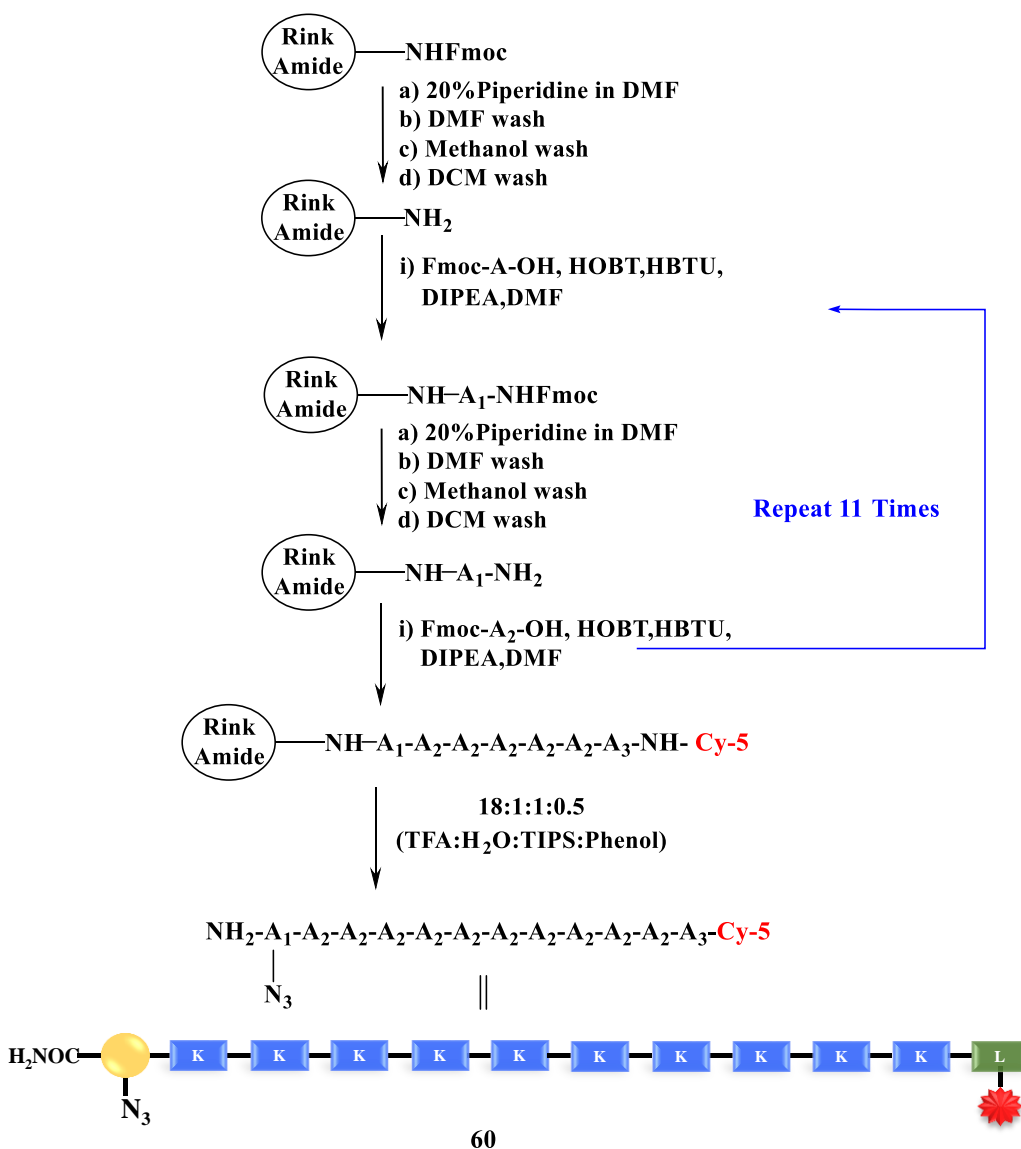 Rink
Amide
NHFmoc
a) 20%Piperidine in DMF
b) DMF wash
c) Methanol wash
d) DCM wash
Rink
Amide
NH2
i) Fmoc-A-OH, HOBT,HBTU,
DIPEA,DMF
Rink
Amide
NH-A1-NHFmoc
a) 20%Piperidine in DMF
b) DMF wash
c) Methanol wash
d) DCM wash
Repeat 11 Times
Rink
Amide
NH-A1-NH2
i) Fmoc-A2-OH, HOBT,HBTU,
DIPEA,DMF
Rink
Amide
NH-A1-A2-A2-A2-A2-A2-A3-NH- Cy-5
18:1:1:0.5
(TFA:H2O:TIPS:Phenol)
NH2-A1-A2-A2-A2-A2-A2-A2-A2-A2-A2-A2-A3-Cy-5
N3
H2NOC K K K K K K K K K K L
N3
60